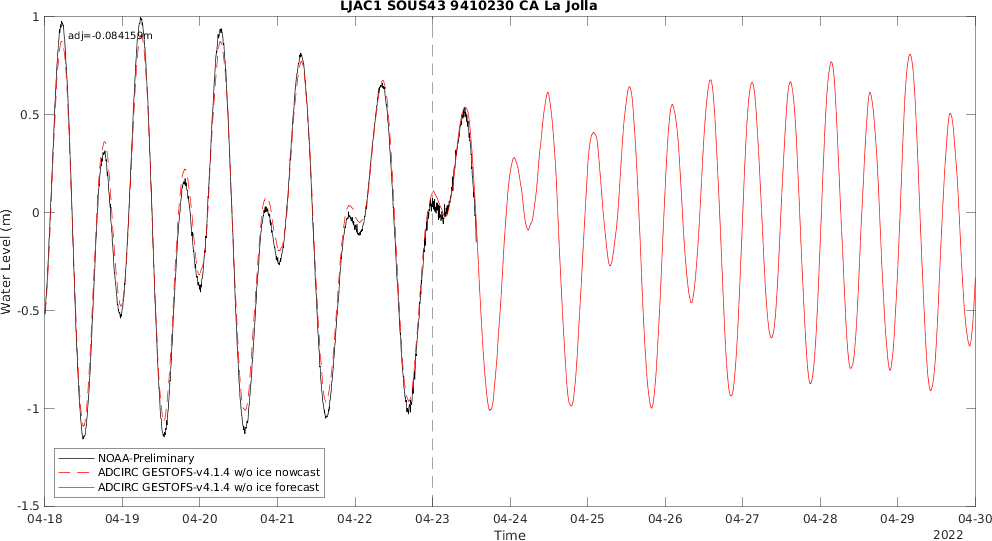 LJAC1 SOUS43 9410230 CA La Jolla
adj=-0.084159m
1
0.5
0
-0.5
-1
-1.5
Water Level (m)
NOAA-Preliminary
ADCIRC GESTOFS-v4.1.4 w/o ice nowcast
ADCIRC GESTOFS-v4.1.4 w/o ice forecast
04-18 04-19 04-20 04-21 04-22 04-23 04-24 04-25 04-26 04-27 04-28 04-29 04-30
Time
2022